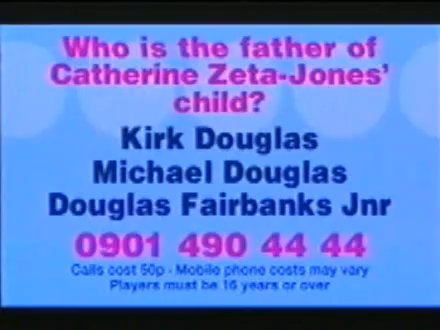 Who is the father of
Catherine Zeta-Jones'
child?
Kirk Douglas
Michael Douglas
Douglas Fairbanks Jnr
0901 490 44 44
Calls cost 50p - Mobile phone costs may vary
Players must be 16 years or over